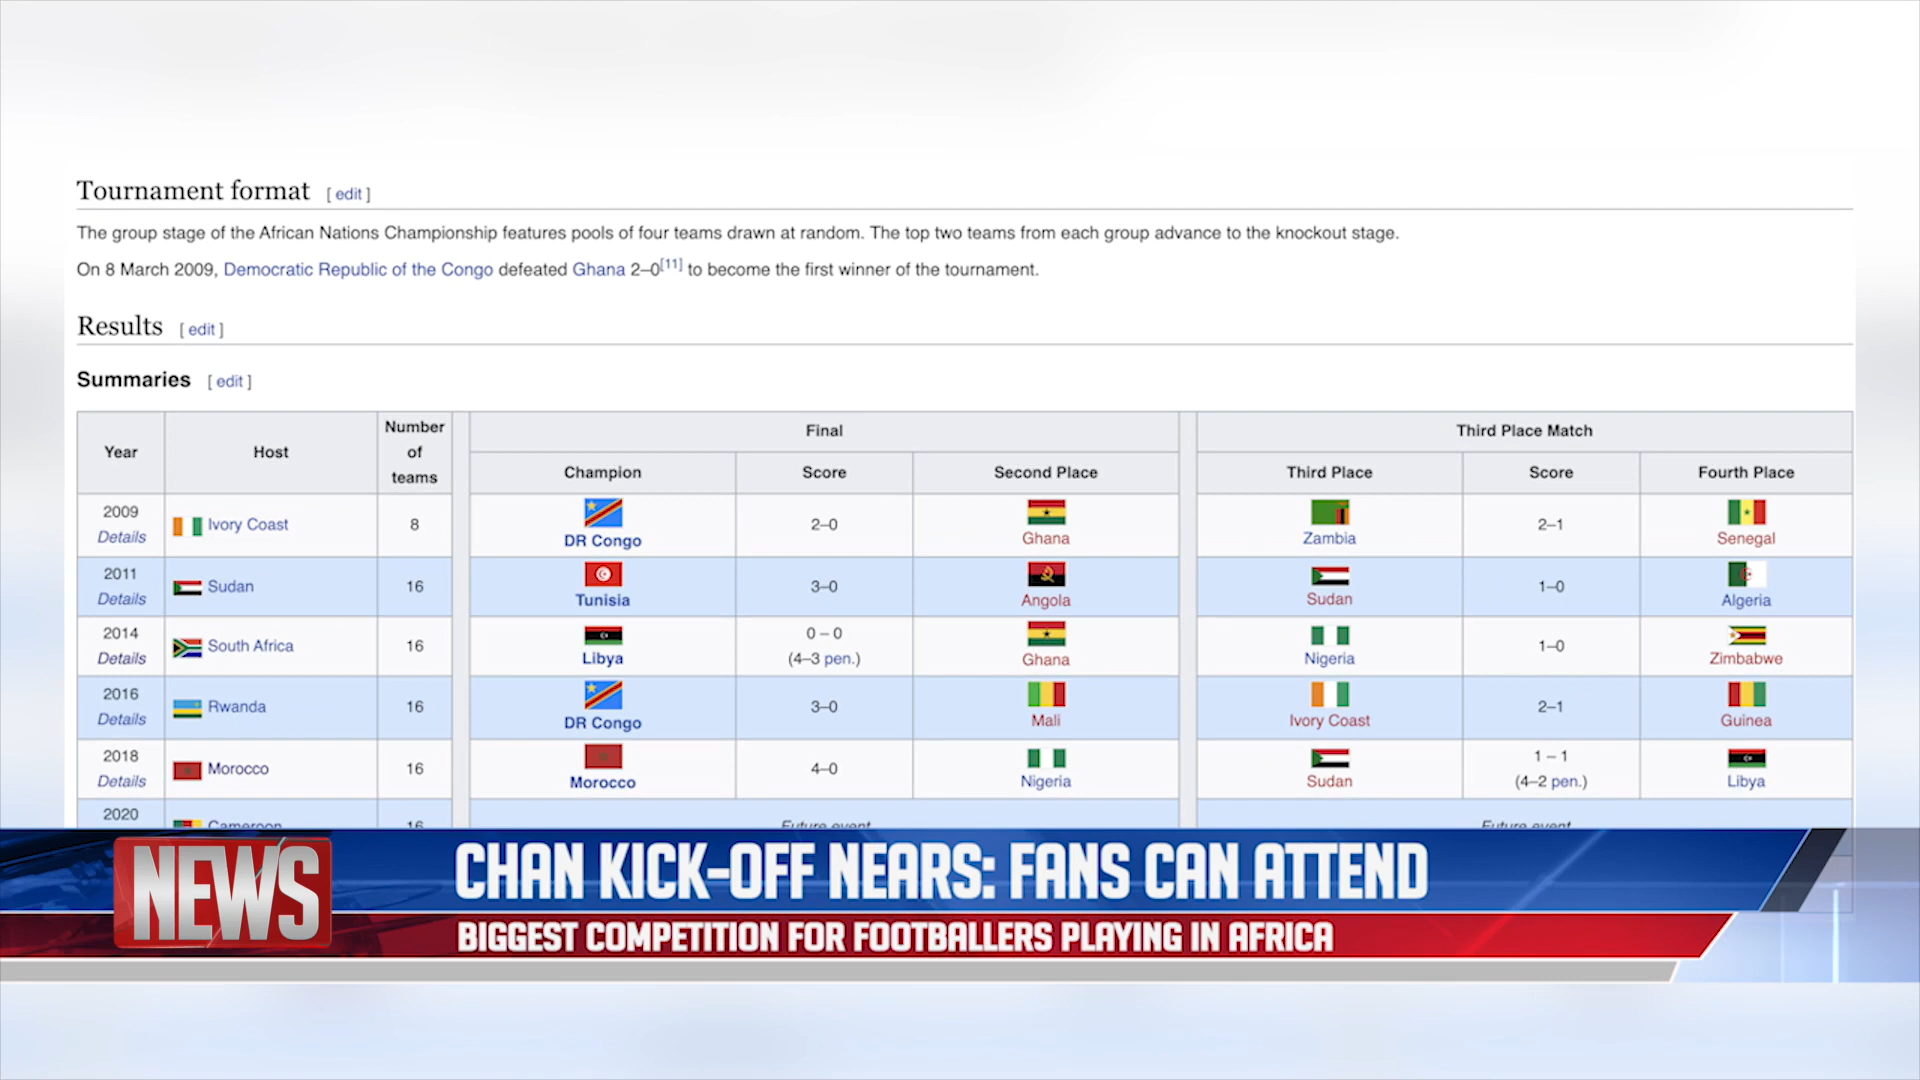 Tournament format [ edit ]
The group stage of the African Nations Championship features pools of four teams drawn at random. The top two teams from each group advance to the knockout stage.
On 8 March 2009, Democratic Republic of the Congo defeated Ghana 2–0[11] to become the first winner of the tournament.
Results [ edit ]
Summaries [ edit ]
Year Host Number of teams Final Third Place Match
Champion Score Second Place Third Place Score Fourth Place
2009 Details Ivory Coast 8 DR Congo 2–0 Ghana Zambia 2–1 Senegal
2011 Details Sudan 16 Tunisia 3–0 Angola Sudan 1–0 Algeria
2014 Details South Africa 16 Libya 0 – 0 (4–3 pen.) Ghana Nigeria 1–0 Zimbabwe
2016 Details Rwanda 16 DR Congo 3–0 Mali Ivory Coast 2–1 Guinea
2018 Details Morocco 16 Morocco 4–0 Nigeria Sudan 1 – 1 (4–2 pen.) Libya
2020 Cameroon 16 Future event Future event
NEWS
CHAN KICK-OFF NEARS: FANS CAN ATTEND
BIGGEST COMPETITION FOR FOOTBALLERS PLAYING IN AFRICA